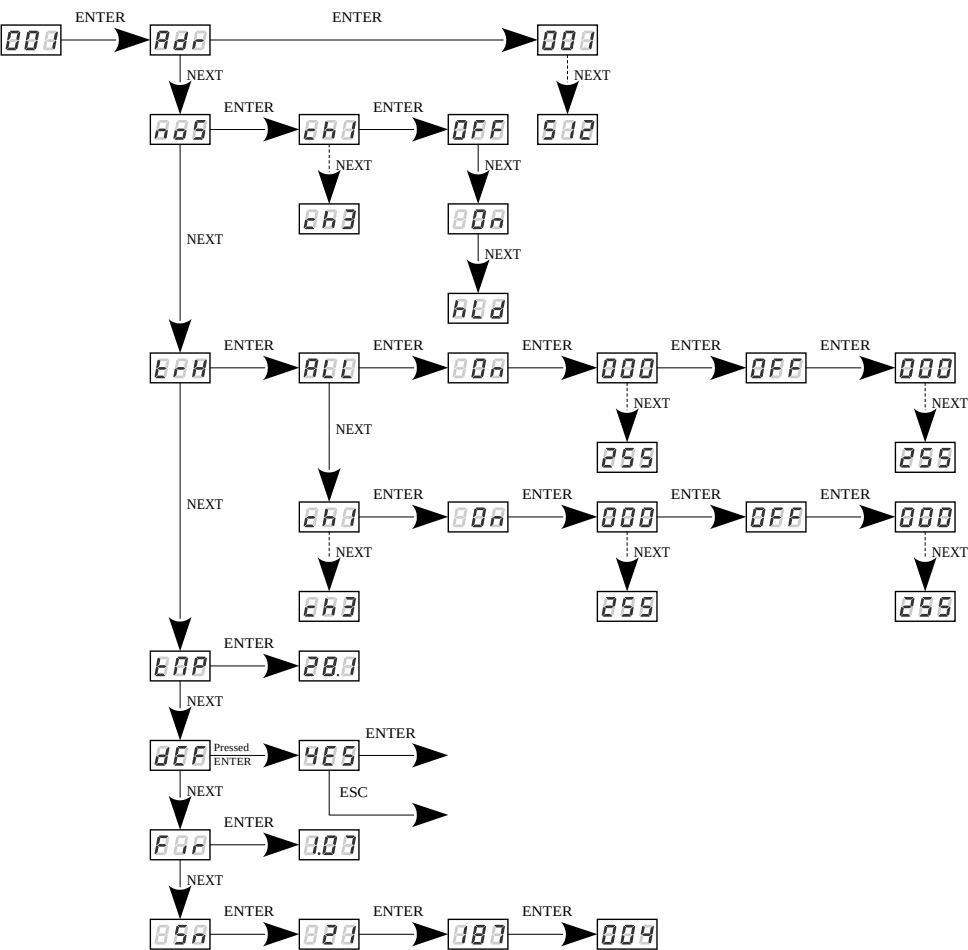 ENTER ENTER
001 Adr 001
NEXT NEXT
ENTER ENTER
noS ch1 OFF 512
NEXT NEXT
ch3 On
NEXT NEXT
hLd
ENTER ENTER ENTER ENTER ENTER
trH ALL On 000 OFF 000
NEXT NEXT
NEXT
255 255
ENTER ENTER ENTER ENTER
NEXT
ch1 On 000 OFF 000
NEXT NEXT NEXT
ch3 255 255
ENTER
t0P 28.1
NEXT
ENTER
dEF Pressed ENTER YES
NEXT ESC
ENTER
Fir 1.07
NEXT
ENTER ENTER ENTER
Sn 21 187 004